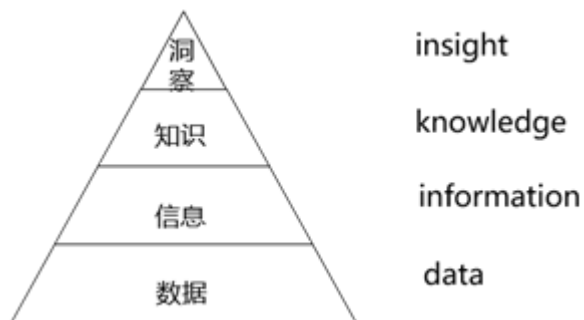 洞
察
insight
知识
knowledge
信息
information
数据
data